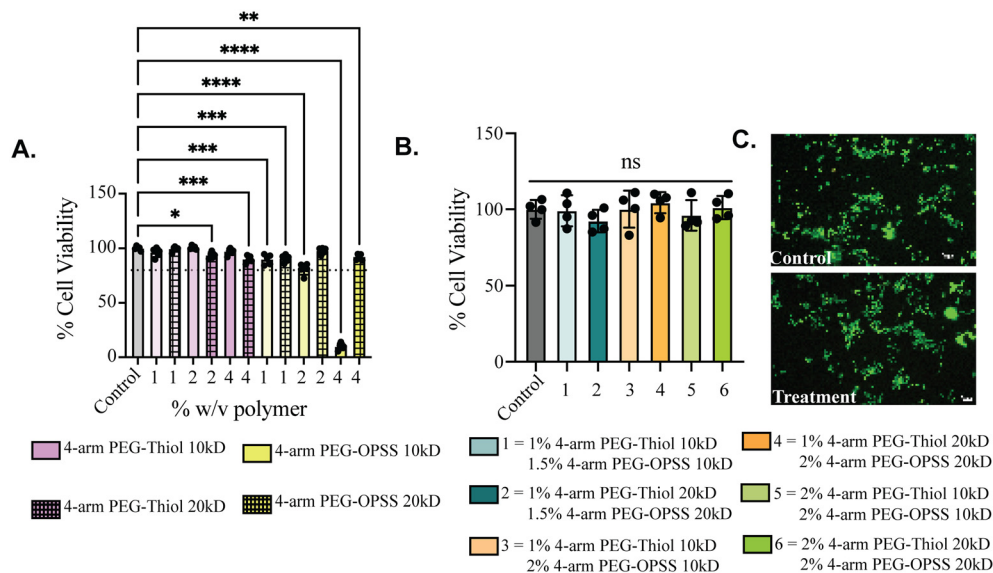 A.
**
****
****
***
***
***
*
% Cell Viability
150
100
50
0
Control 1 1 2 2 4 4 1 1 2 2 4 4
% w/v polymer
4-arm PEG-Thiol 10kD
4-arm PEG-OPSS 10kD
4-arm PEG-Thiol 20kD
4-arm PEG-OPSS 20kD
B.
ns
% Cell Viability
150
100
50
0
Control 1 2 3 4 5 6
1 = 1% 4-arm PEG-Thiol 10kD
1.5% 4-arm PEG-OPSS 10kD
2 = 1% 4-arm PEG-Thiol 20kD
1.5% 4-arm PEG-OPSS 20kD
3 = 1% 4-arm PEG-Thiol 10kD
2% 4-arm PEG-OPSS 10kD
4 = 1% 4-arm PEG-Thiol 20kD
2% 4-arm PEG-OPSS 20kD
5 = 2% 4-arm PEG-Thiol 10kD
2% 4-arm PEG-OPSS 10kD
6 = 2% 4-arm PEG-Thiol 20kD
2% 4-arm PEG-OPSS 20kD
C.
Control
Treatment